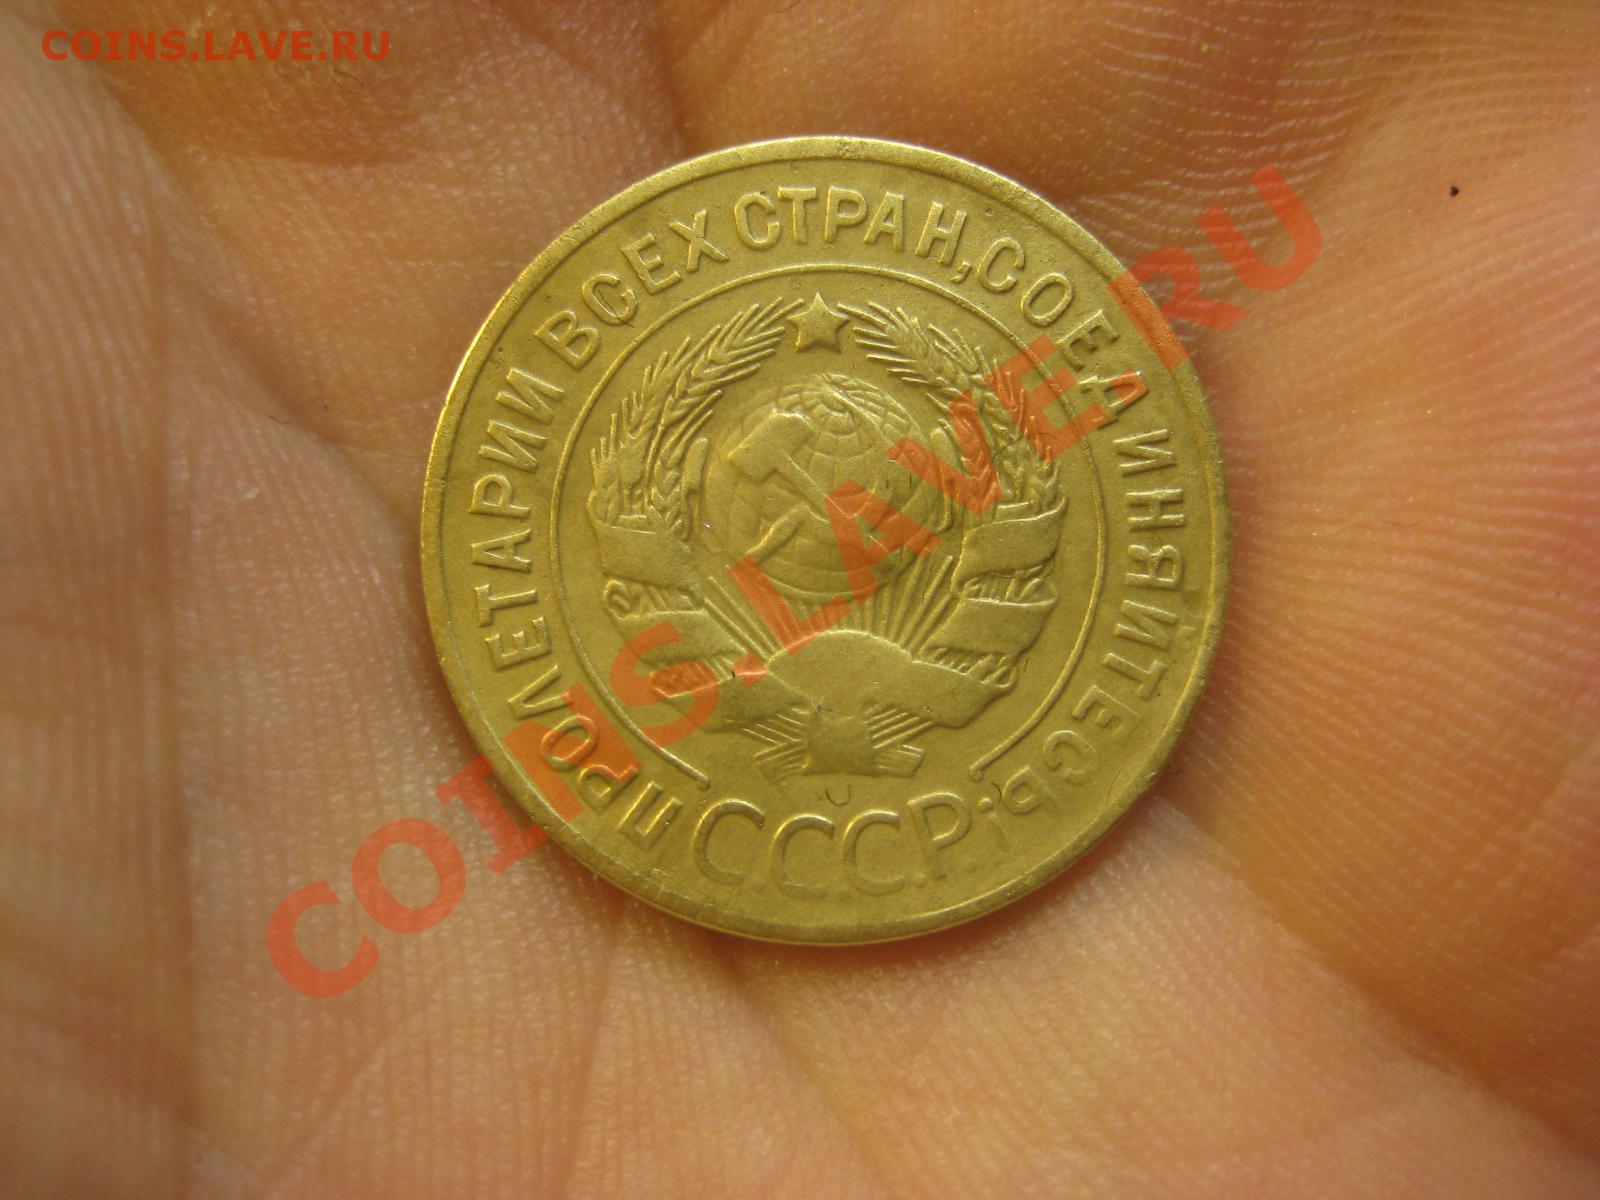 COINS.LAVE.RU
ПРОЛЕТАРИИ ВСЕХ СТРАН, СОЕДИНЯЙТЕСЬ!
С.С.С.Р.
COINS.LAVE.RU